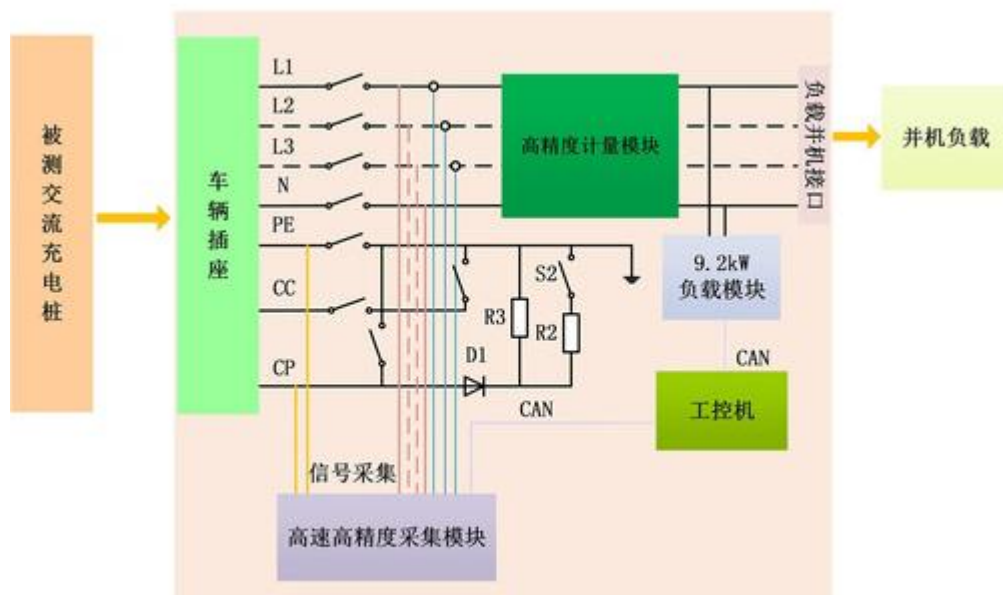 被测交流充电桩
车辆插座
L1
L2
L3
N
PE
CC
CP
高精度计量模块
负载并机接口
并机负载
9.2kW
负载模块
S2
R3
R2
D1
CAN
CAN
工控机
信号采集
高速高精度采集模块